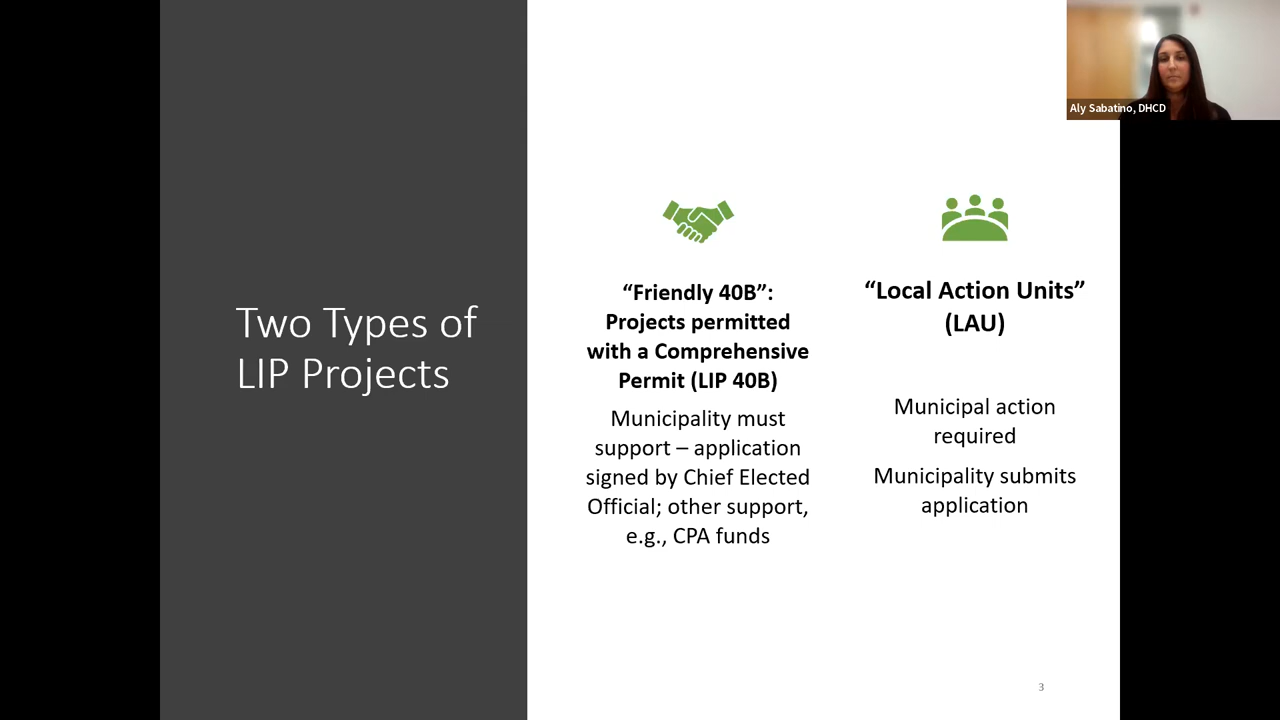 Two Types of
LIP Projects
“Friendly 40B”:
Projects permitted
with a Comprehensive
Permit (LIP 40B)
Municipality must
support – application
signed by Chief Elected
Official; other support,
e.g., CPA funds
“Local Action Units”
(LAU)
Municipal action
required
Municipality submits
application
3
Aly Sabatino, DHCD